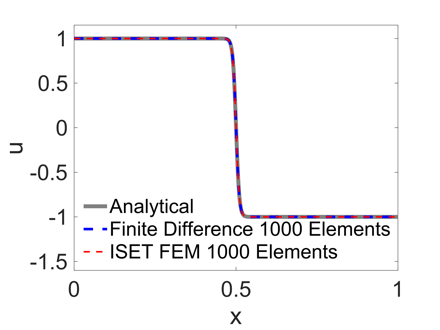 1
0.5
0
-0.5
-1
-1.5
u
Analytical
Finite Difference 1000 Elements
ISET FEM 1000 Elements
0
0.5
1
x